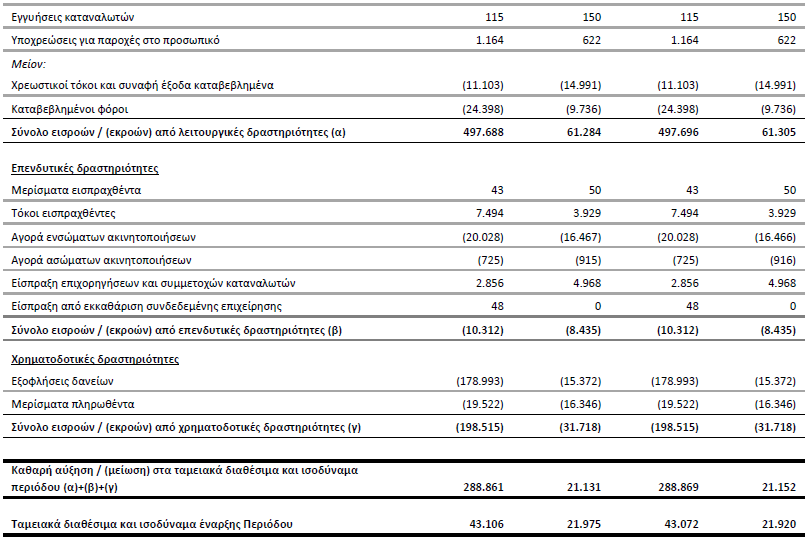 Εγγυήσεις καταναλωτών 115 150 115 150
Υποχρεώσεις για παροχές στο προσωπικό 1.164 622 1.164 622
Μείον:
Χρεωστικοί τόκοι και συναφή έξοδα καταβεβλημένα (11.103) (14.991) (11.103) (14.991)
Καταβεβλημένοι φόροι (24.398) (9.736) (24.398) (9.736)
Σύνολο εισροών / (εκροών) από λειτουργικές δραστηριότητες (α) 497.688 61.284 497.696 61.305
Επενδυτικές δραστηριότητες
Μερίσματα εισπραχθέντα 43 50 43 50
Τόκοι εισπραχθέντες 7.494 3.929 7.494 3.929
Αγορά ενσώματων ακινητοποιήσεων (20.028) (16.467) (20.028) (16.466)
Αγορά ασώματων ακινητοποιήσεων (725) (915) (725) (916)
Είσπραξη επιχορηγήσεων και συμμετοχών καταναλωτών 2.856 4.968 2.856 4.968
Είσπραξη από εκκαθάριση συνδεδεμένης επιχείρησης 48 0 48 0
Σύνολο εισροών / (εκροών) από επενδυτικές δραστηριότητες (β) (10.312) (8.435) (10.312) (8.435)
Χρηματοδοτικές δραστηριότητες
Εξοφλήσεις δανείων (178.993) (15.372) (178.993) (15.372)
Μερίσματα πληρωθέντα (19.522) (16.346) (19.522) (16.346)
Σύνολο εισροών / (εκροών) από χρηματοδοτικές δραστηριότητες (γ) (198.515) (31.718) (198.515) (31.718)
Καθαρή αύξηση / (μείωση) στα ταμειακά διαθέσιμα και ισοδύναμα
περιόδου (α)+(β)+(γ) 288.861 21.131 288.869 21.152
Ταμειακά διαθέσιμα και ισοδύναμα έναρξης Περιόδου 43.106 21.975 43.072 21.920